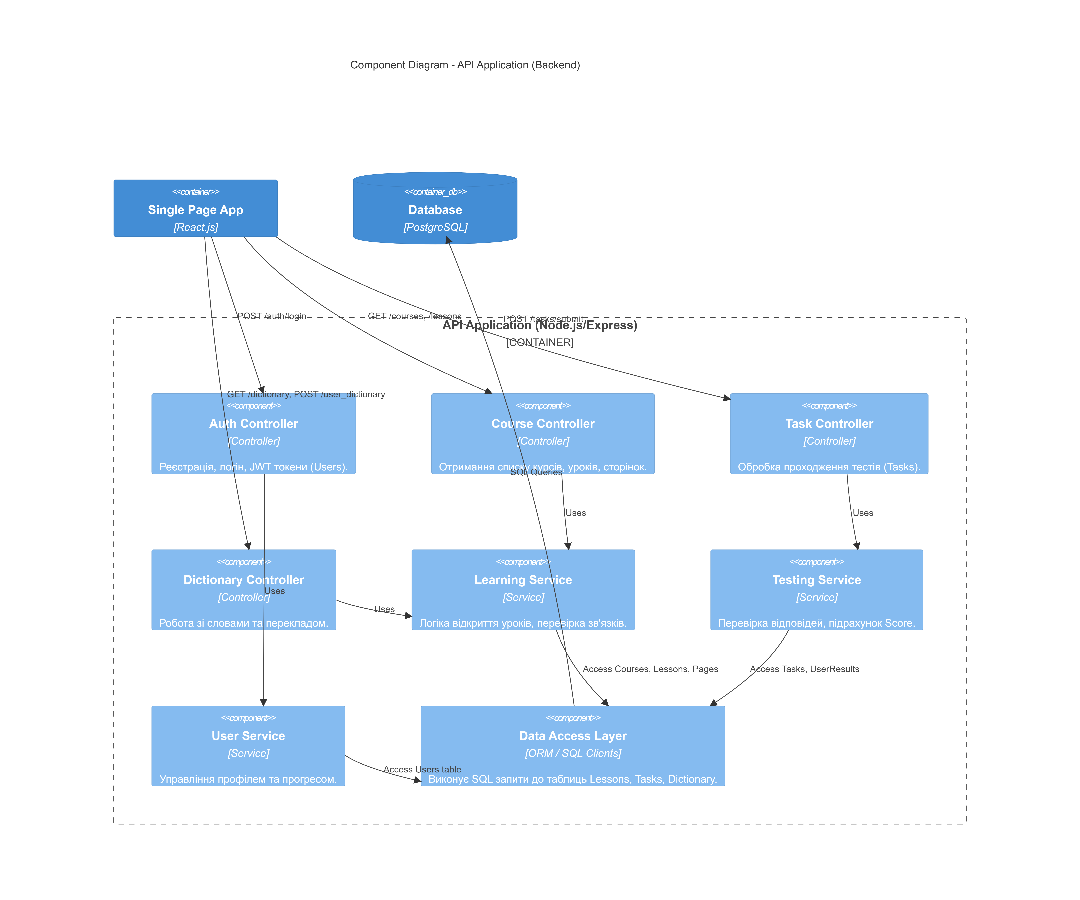 Component Diagram - API Application (Backend)
<<container>>
Single Page App
[React.js]
<<container_db>>
Database
[PostgreSQL]
POST /auth/login
GET /courses, /lessons
POST /tasks/submit
API Application (Node.js/Express)
[CONTAINER]
GET /dictionary, POST /user_dictionary
<<component>>
Auth Controller
[Controller]
Реєстрація, логін, JWT токени (Users).
<<component>>
Course Controller
[Controller]
Отримання списку курсів, уроків, сторінок.
<<component>>
Task Controller
[Controller]
Обробка проходження тестів (Tasks).
SQL Queries
Uses
Uses
<<component>>
Dictionary Controller
[Controller]
Uses
Робота зі словами та перекладом.
Uses
<<component>>
Learning Service
[Service]
Логіка відкриття уроків, перевірка зв'язків.
<<component>>
Testing Service
[Service]
Перевірка відповідей, підрахунок Score.
Access Courses, Lessons, Pages
Access Tasks, UserResults
<<component>>
User Service
[Service]
Управління профілем та прогресом.
Access Users table
<<component>>
Data Access Layer
[ORM / SQL Clients]
Виконує SQL запити до таблиць Lessons, Tasks, Dictionary.